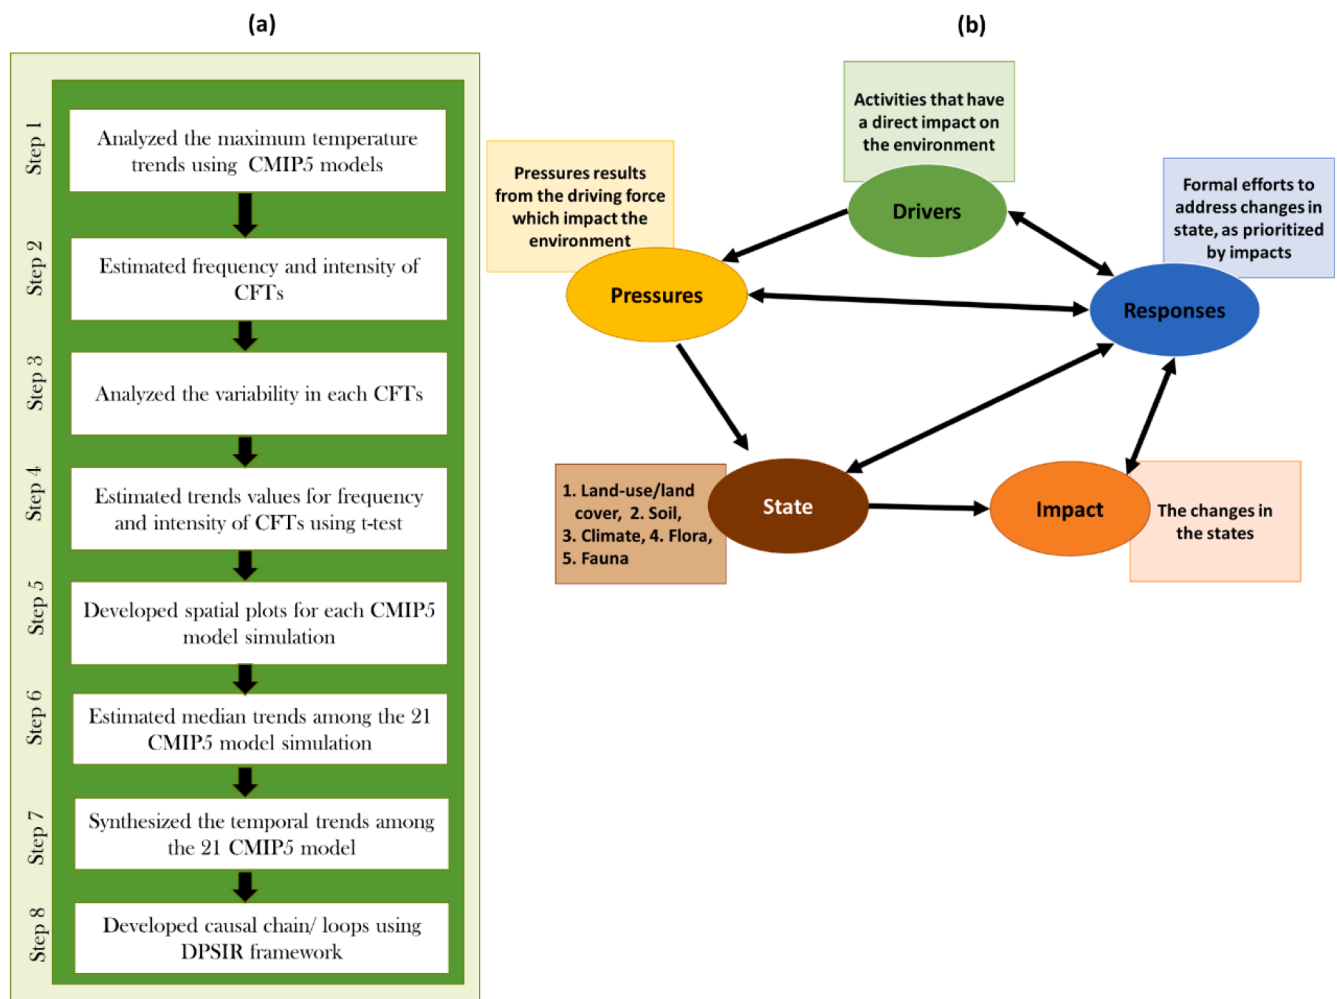 (a)
Step 1
Analyzed the maximum temperature
trends using CMIP5 models
Step 2
Estimated frequency and intensity of
CFTs
Step 3
Analyzed the variability in each CFTs
Step 4
Estimated trends values for frequency
and intensity of CFTs using t-test
Step 5
Developed spatial plots for each CMIP5
model simulation
Step 6
Estimated median trends among the 21
CMIP5 model simulation
Step 7
Synthesized the temporal trends among
the 21 CMIP5 model
Step 8
Developed causal chain/ loops using
DPSIR framework
(b)
Activities that have
a direct impact on
the environment
Drivers
Pressures results
from the driving force
which impact the
environment
Pressures
Formal efforts to
address changes in
state, as prioritized
by impacts
Responses
1. Land-use/land
cover, 2. Soil,
3. Climate, 4. Flora,
5. Fauna
State
Impact
The changes in
the states